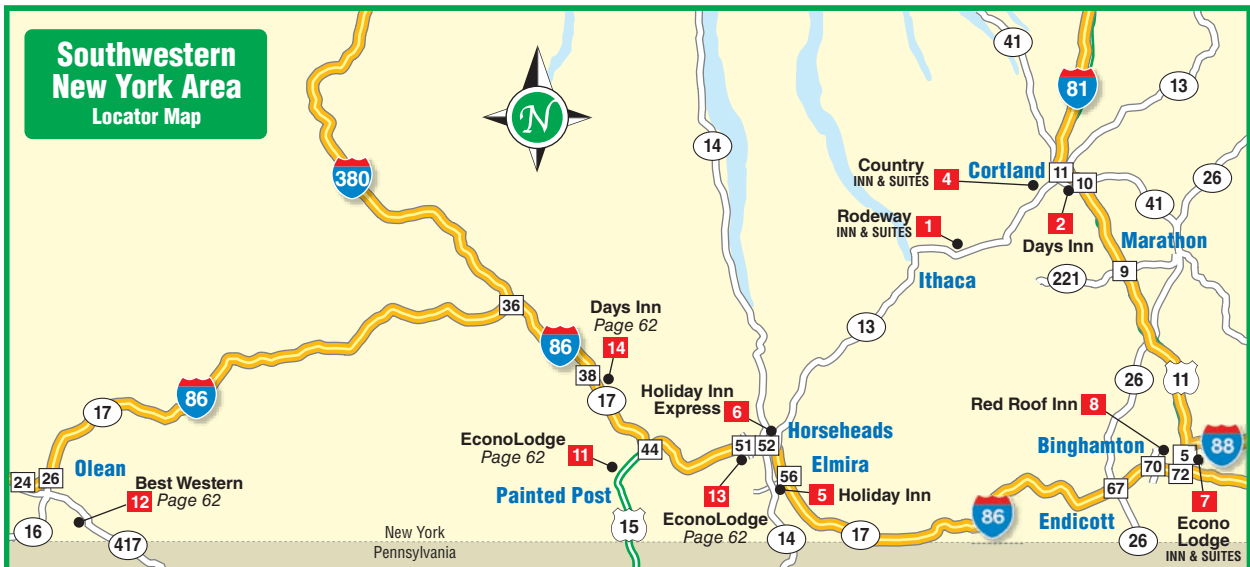 Southwestern
New York Area
Locator Map
N
380
86
86
86
81
88
14
41
13
26
41
221
13
26
11
17
17
17
15
14
16
417
26
36
38
44
51
52
56
67
70
72
5
9
10
11
24
26
Country
INN & SUITES
4
Cortland
Rodeway
INN & SUITES
1
2
Days Inn
Marathon
Ithaca
Days Inn
Page 62
14
Holiday Inn
Express
6
Horseheads
Red Roof Inn
8
Binghamton
EconoLodge
Page 62
11
Painted Post
Elmira
5
Holiday Inn
13
EconoLodge
Page 62
Olean
Best Western
Page 62
12
Endicott
7
Econo
Lodge
INN & SUITES
New York
Pennsylvania